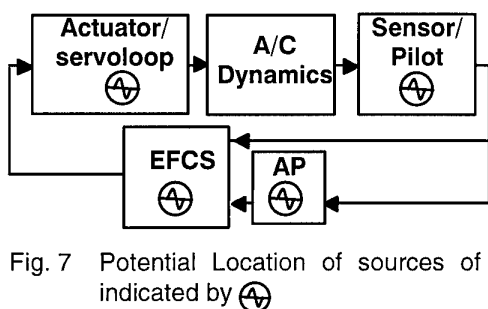 Actuator/
servoloop
A/C
Dynamics
Sensor/
Pilot
EFCS
AP
Fig. 7 Potential Location of sources of
indicated by